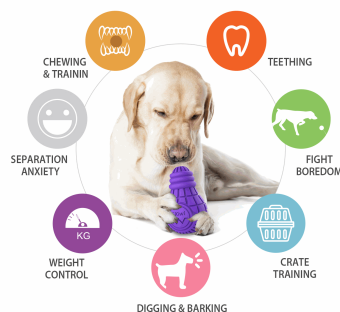 CHEWING
& TRAININ
TEETHING
SEPARATION
ANXIETY
FIGHT
BOREDOM
KG
WEIGHT
CONTROL
CRATE
TRAINING
DIGGING & BARKING